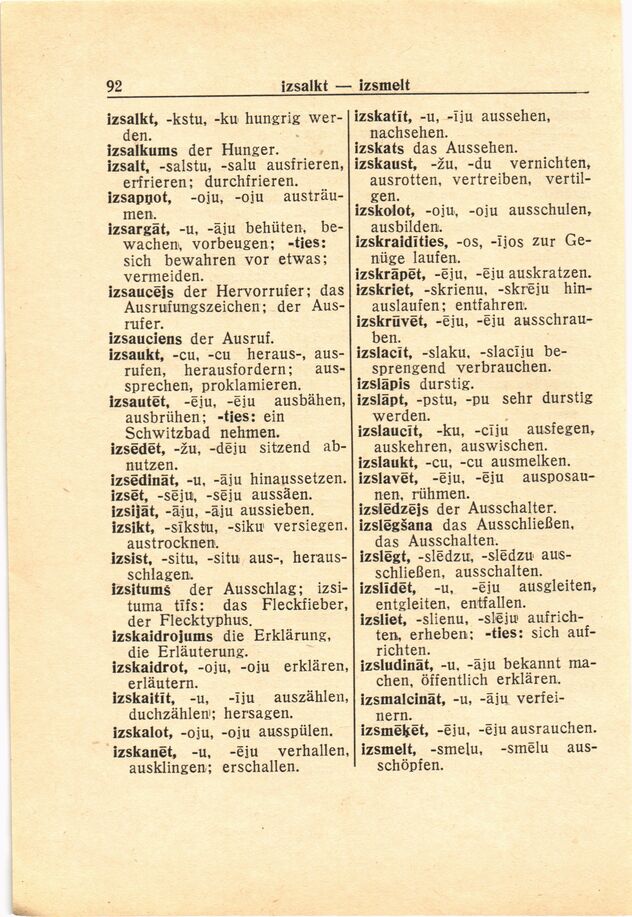 92
izsalkt — izsmelt
izsalkt, -kstu, -ku hungrig wer-
den.
izsalkums der Hunger.
izsalt, -salstu, -salu ausfrieren,
erfrieren; durchfrieren.
izsapņot, -oju, -oju austräu-
men.
izsargāt, -u, -āju behüten, be-
wachen, vorbeugen; -ties:
sich bewahren vor etwas;
vermeiden.
izsaucējs der Hervorrufer; das
Ausrufungszeichen; der Aus-
rufer.
izsauciens der Ausruf.
izsaukt, -cu, -cu heraus-, aus-
rufen, herausfordern; aus-
sprechen, proklamieren.
izsautēt, -ēju, -ēju ausbähen,
ausbrühen; -ties: ein
Schwitzbad nehmen.
izsēdēt, -žu, -dēju sitzend ab-
nutzen.
izsēdināt, -u, -āju hinaussetzen.
izsēt, -sēju, -sēju aussäen.
izsijāt, -āju, -āju aussieben.
izsikt, -sīkstu, -siku versiegen.
austrocknen.
izsist, -situ, -situ aus-, heraus-
schlagen.
izsitums der Ausschlag; izsi-
tuma tīfs: das Fleckfieber,
der Flecktyphus.
izskaidrojums die Erklärung,
die Erläuterung.
izskaidrot, -oju, -oju erklären,
erläutern.
izskaitīt, -u, -īju auszählen,
duchzählen; hersagen.
izskalot, -oju, -oju ausspülen.
izskanēt, -u, -ēju verhallen,
ausklingen; erschallen.
izskatīt, -u, -īju aussehen,
nachsehen.
izskats das Aussehen.
izskaust, -žu, -du vernichten,
ausrotten, vertreiben, vertil-
gen.
izskolot, -oju, -oju ausschulen,
ausbilden.
izskraidīties, -os, -ījos zur Ge-
nüge laufen.
izskrāpēt, -ēju, -ēju auskratzen.
izskriet, -skrienu, -skrēju hin-
auslaufen; entfahren.
izskrūvēt, -ēju, -ēju ausschrau-
ben.
izslacīt, -slaku, -slacīju be-
sprengend verbrauchen.
izslāpis durstig.
izslāpt, -pstu, -pu sehr durstig
werden.
izslaucīt, -ku, -cīju ausfegen,
auskehren, auswischen.
izslaukt, -cu, -cu ausmelken.
izslavēt, -ēju, -ēju ausposau-
nen, rühmen.
izslēdzējs der Ausschalter.
izslēgšana das Ausschließen,
das Ausschalten.
izslēgt, -slēdzu, -slēdzu aus-
schließen, ausschalten.
izslīdēt, -u, -ēju ausgleiten,
entgleiten, entfallen.
izsliet, -slienu, -slēju aufrich-
ten, erheben; -ties: sich auf-
richten.
izsludināt, -u, -āju bekannt ma-
chen, öffentlich erklären.
izsmalcināt, -u, -āju verfei-
nern.
izsmēķēt, -ēju, -ēju ausrauchen.
izsmelt, -smeļu, -smēlu aus-
schöpfen.